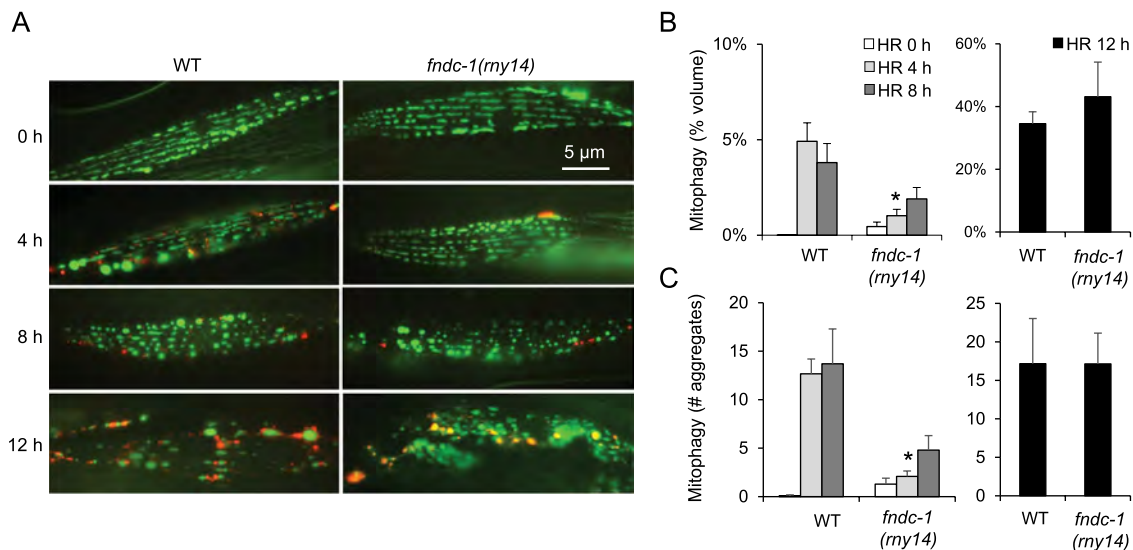 A
WT
fndc-1(rny14)
0 h
5 µm
4 h
8 h
12 h
B
Mitophagy (% volume)
10%
5%
0%
HR 0 h
HR 4 h
HR 8 h
*
WT
fndc-1
(rny14)
60%
40%
20%
0%
HR 12 h
WT
fndc-1
(rny14)
C
Mitophagy (# aggregates)
20
15
10
5
0
*
WT
fndc-1
(rny14)
25
20
15
10
5
0
WT
fndc-1
(rny14)